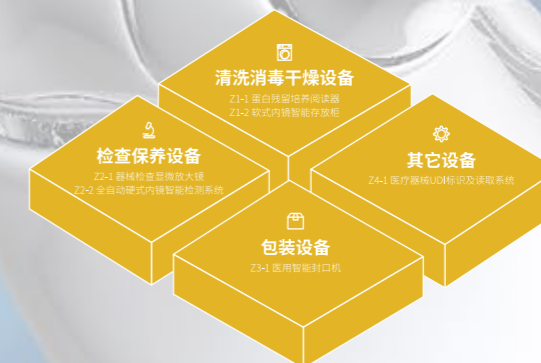 清洗消毒干燥设备
Z1-1 蛋白残留培养阅读器
Z1-2 软式内镜智能存放柜
检查保养设备
Z2-1 器械检查显微放大镜
Z2-2 全自动硬式内镜智能检测系统
其它设备
Z4-1 医疗器械UDI标识及读取系统
包装设备
Z3-1 医用智能封口机